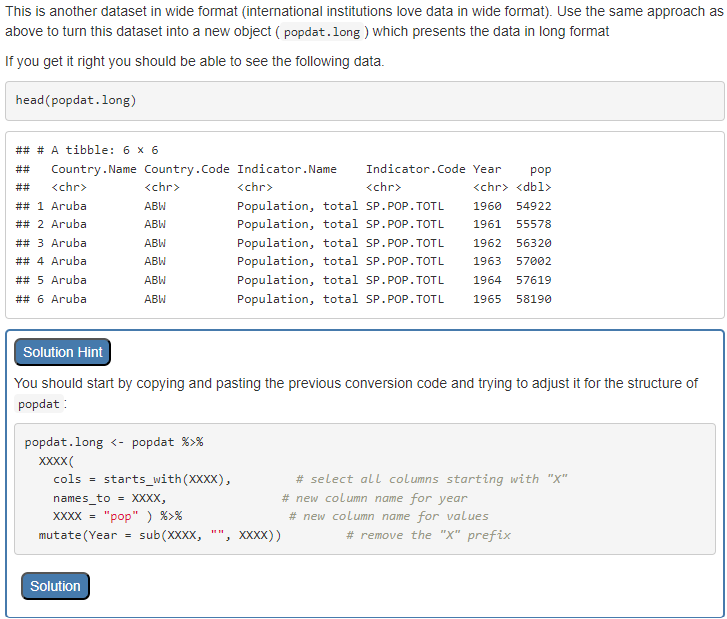 This is another dataset in wide format (international institutions love data in wide format). Use the same approach as
above to turn this dataset into a new object ( popdat.long ) which presents the data in long format
If you get it right you should be able to see the following data.
head(popdat.long)
## # A tibble: 6 x 6
##   Country.Name Country.Code Indicator.Name    Indicator.Code Year    pop
##   <chr>        <chr>        <chr>             <chr>          <chr> <dbl>
## 1 Aruba        ABW          Population, total SP.POP.TOTL    1960  54922
## 2 Aruba        ABW          Population, total SP.POP.TOTL    1961  55578
## 3 Aruba        ABW          Population, total SP.POP.TOTL    1962  56320
## 4 Aruba        ABW          Population, total SP.POP.TOTL    1963  57002
## 5 Aruba        ABW          Population, total SP.POP.TOTL    1964  57619
## 6 Aruba        ABW          Population, total SP.POP.TOTL    1965  58190
Solution Hint
You should start by copying and pasting the previous conversion code and trying to adjust it for the structure of
popdat :
popdat.long <- popdat %>%
  XXXX(
    cols = starts_with(XXXX),         # select all columns starting with "X"
    names_to = XXXX,                # new column name for year
    XXXX = "pop" ) %>%               # new column name for values
  mutate(Year = sub(XXXX, "", XXXX))         # remove the "X" prefix
Solution